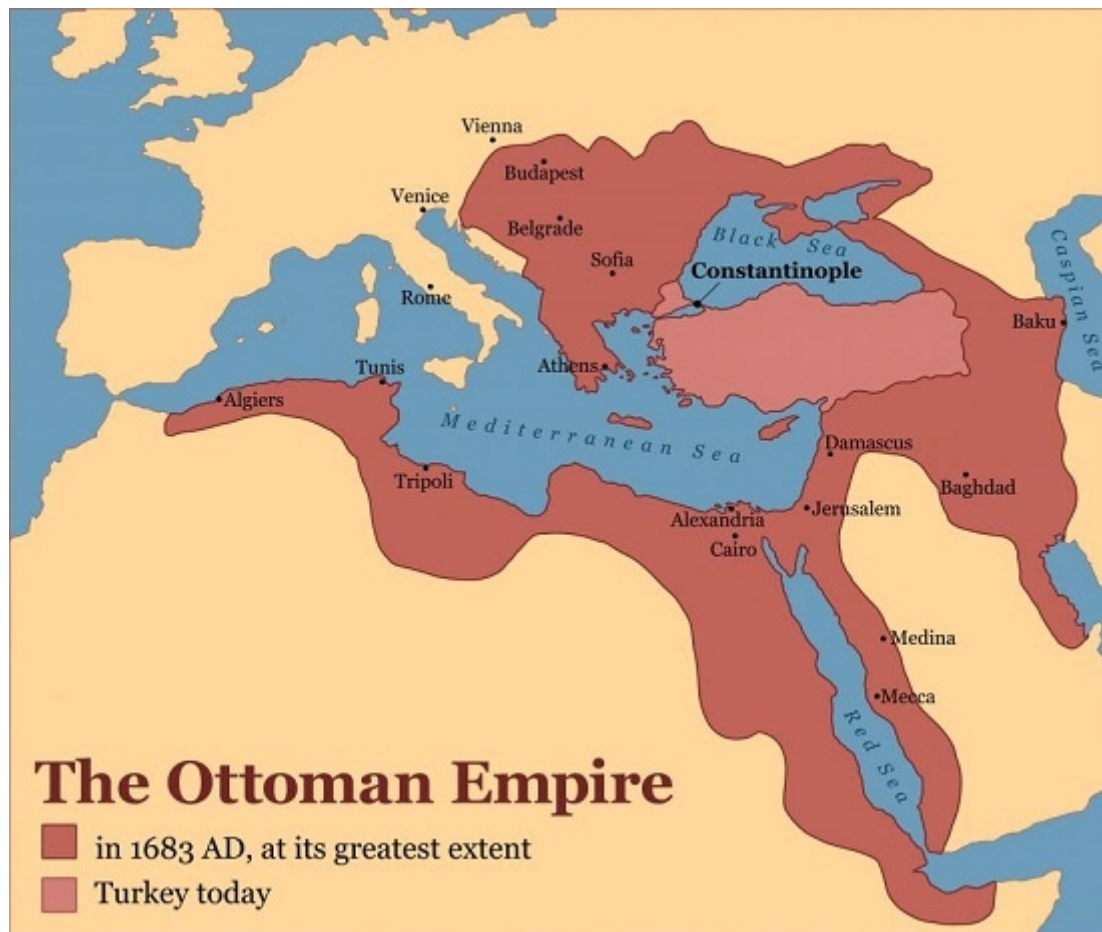 Vienna
Budapest
Venice
Belgrade
Black Sea
Sofia
Constantinople
Caspian Sea
Rome
Baku
Tunis
Athens
Algiers
Mediterranean Sea
Damascus
Tripoli
Baghdad
Alexandria
Jerusalem
Cairo
Medina
Mecca
Red Sea
The Ottoman Empire
in 1683 AD, at its greatest extent
Turkey today